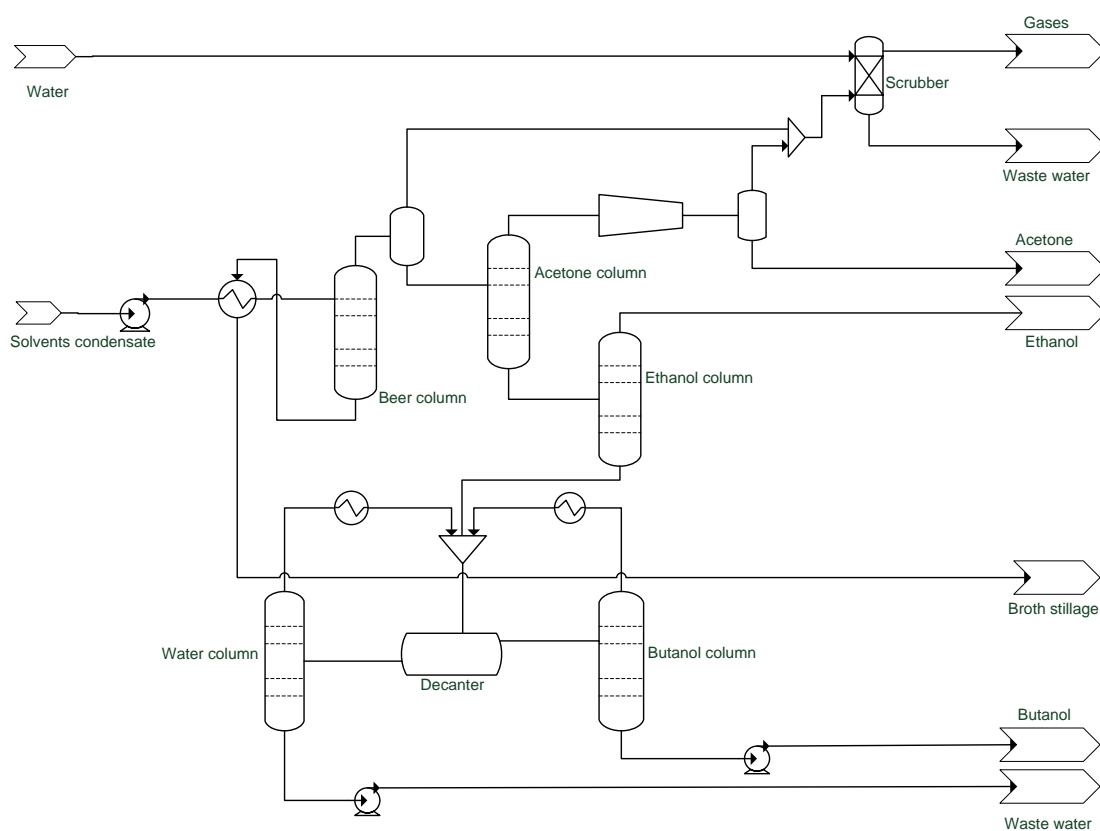 Gases
Water
Scrubber
Waste water
Acetone
Acetone column
Solvents condensate
Ethanol
Beer column
Ethanol column
Broth stillage
Water column
Decanter
Butanol column
Butanol
Waste water